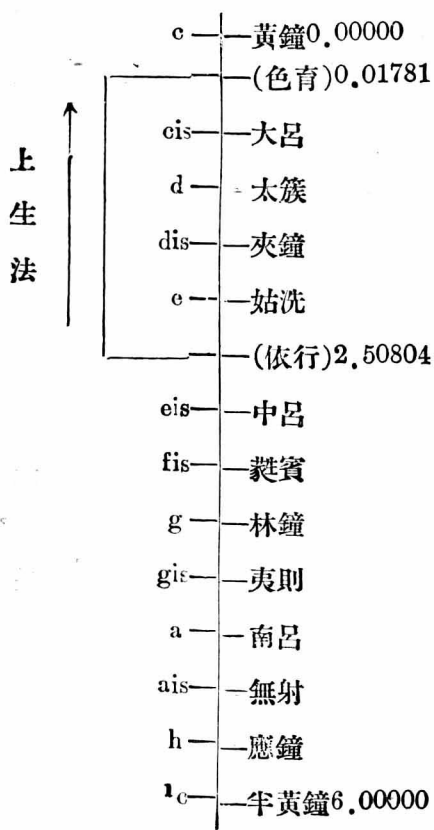 c 黃鐘0.00000
(色育)0.01781
cis 大呂
d 太簇
dis 夾鐘
e 姑洗
(依行)2.50804
eis 中呂
fis 蕤賓
g 林鐘
gis 夷則
a 南呂
ais 無射
h 應鐘
¹c 半黃鐘6.00000
上生法